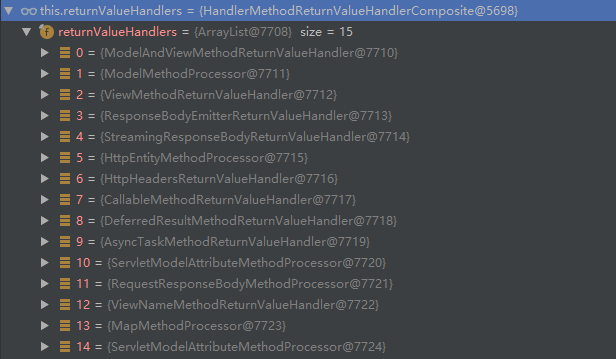 this.returnValueHandlers = {HandlerMethodReturnValueHandlerComposite@5698}
f returnValueHandlers = {ArrayList@7708} size = 15
0 = {ModelAndViewMethodReturnValueHandler@7710}
1 = {ModelMethodProcessor@7711}
2 = {ViewMethodReturnValueHandler@7712}
3 = {ResponseBodyEmitterReturnValueHandler@7713}
4 = {StreamingResponseBodyReturnValueHandler@7714}
5 = {HttpEntityMethodProcessor@7715}
6 = {HttpHeadersReturnValueHandler@7716}
7 = {CallableMethodReturnValueHandler@7717}
8 = {DeferredResultMethodReturnValueHandler@7718}
9 = {AsyncTaskMethodReturnValueHandler@7719}
10 = {ServletModelAttributeMethodProcessor@7720}
11 = {RequestResponseBodyMethodProcessor@7721}
12 = {ViewNameMethodReturnValueHandler@7722}
13 = {MapMethodProcessor@7723}
14 = {ServletModelAttributeMethodProcessor@7724}